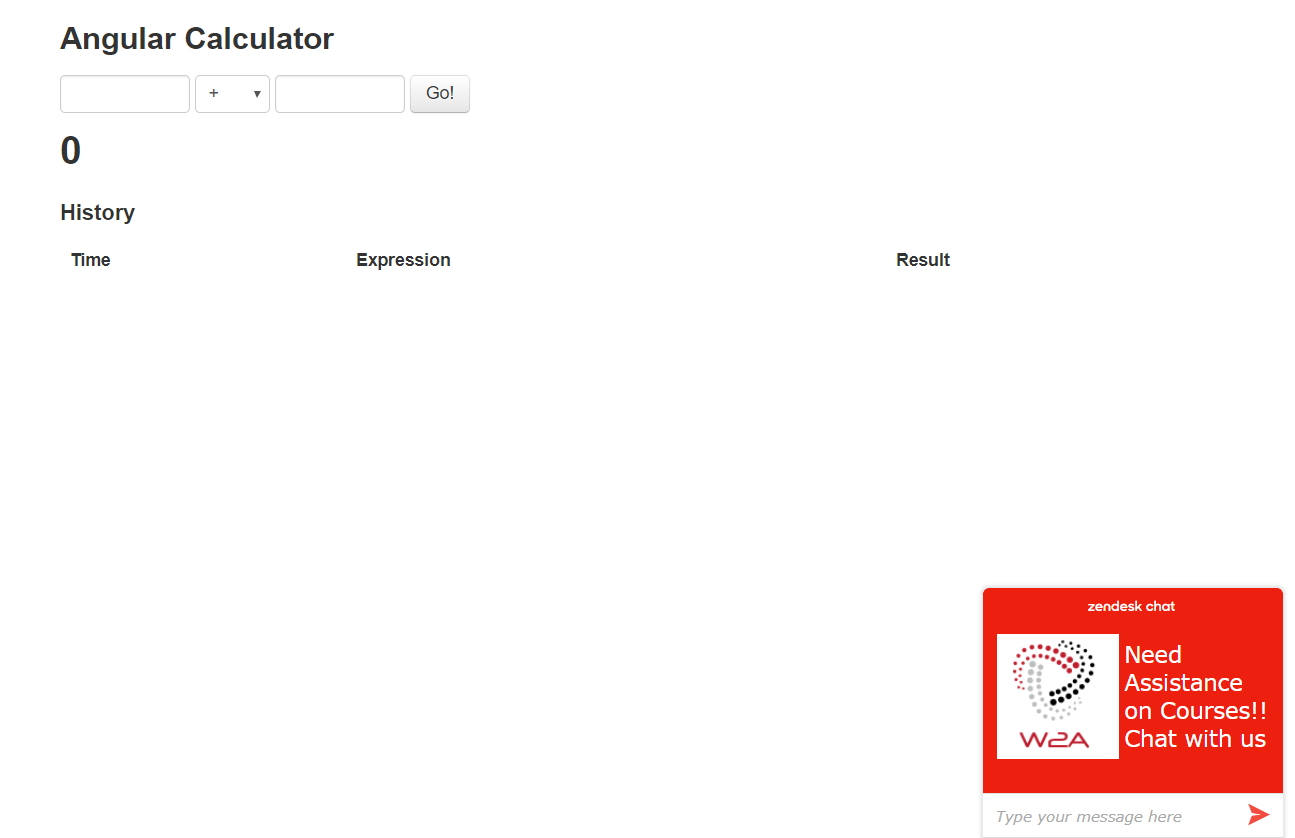 Angular Calculator
+ Go!
0
History
Time Expression Result
zendesk chat
Need
Assistance
on Courses!!
Chat with us
W2A
Type your message here